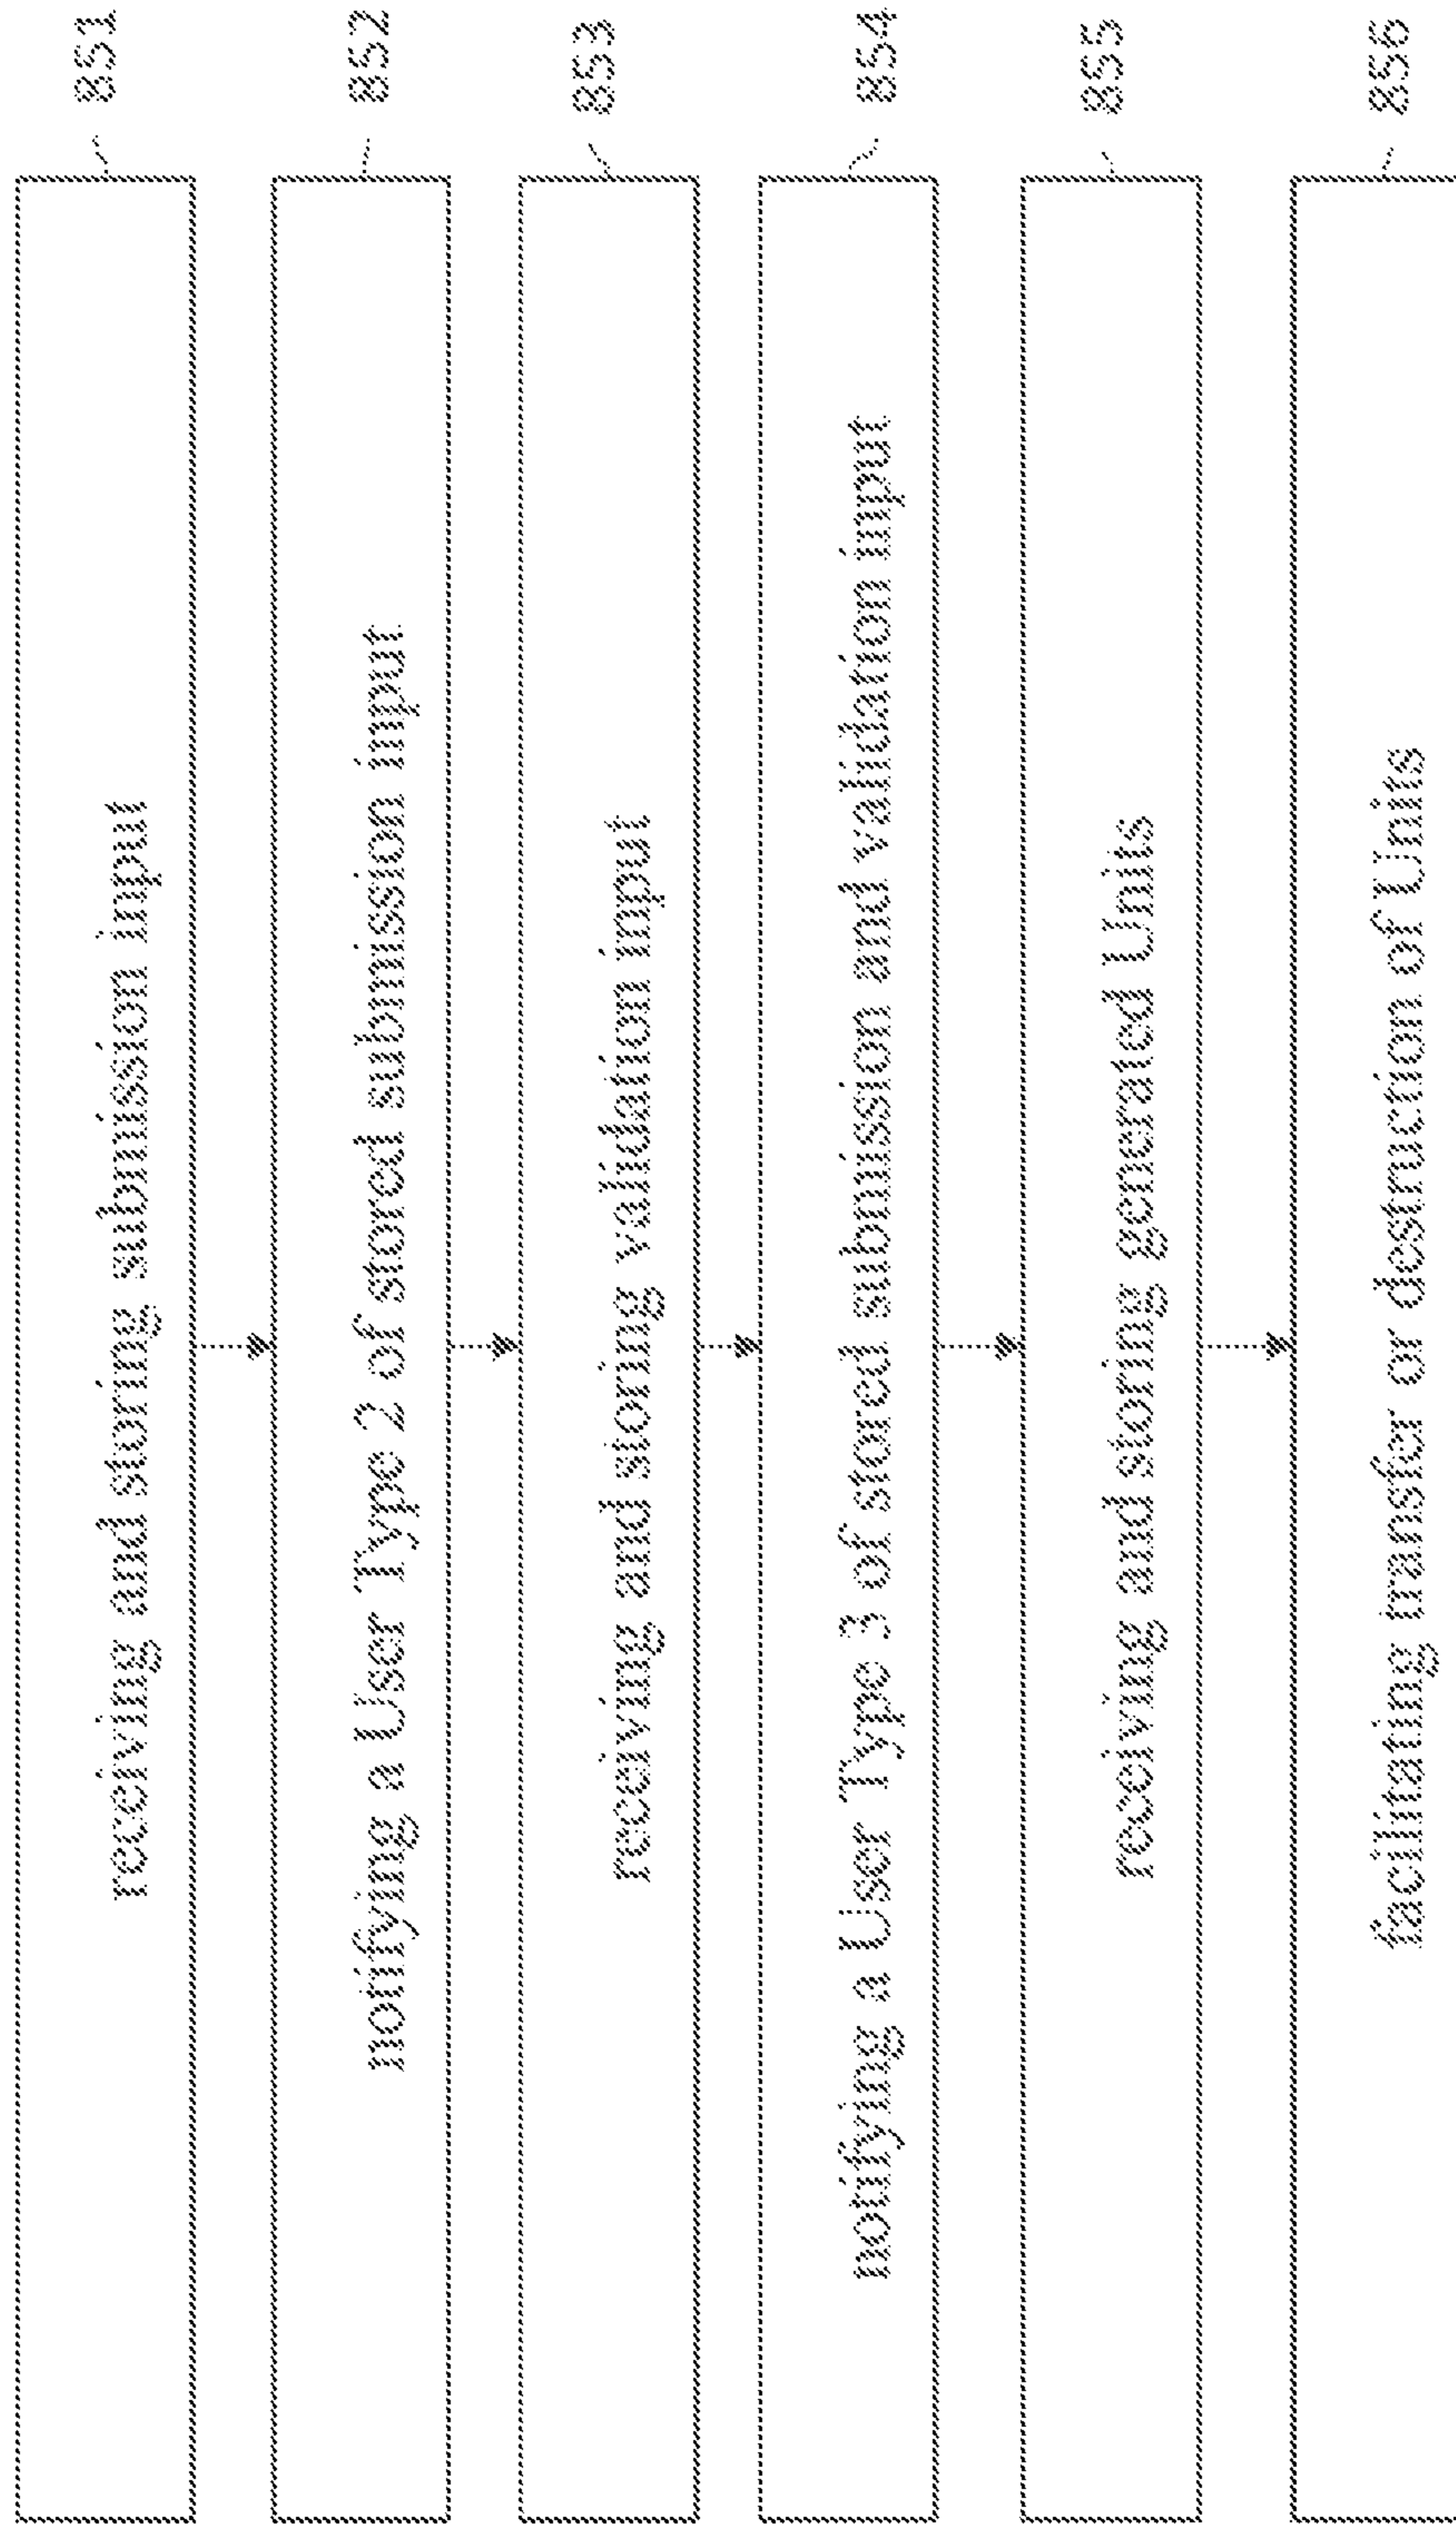 receiving and storing submission input
851
notifying a User Type 2 of stored submission input
852
receiving and storing validation input
853
notifying a User Type 3 of stored submission and validation input
854
receiving and storing generated Units
855
facilitating transfer or destruction of Units
856